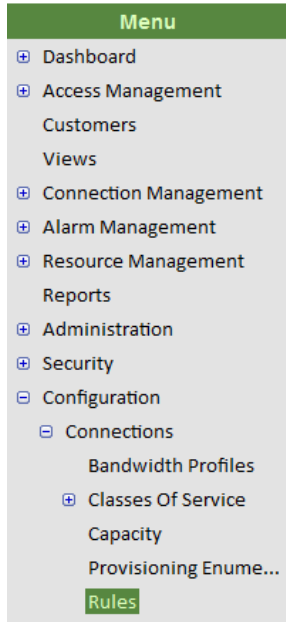 Menu
Dashboard
Access Management
Customers
Views
Connection Management
Alarm Management
Resource Management
Reports
Administration
Security
Configuration
Connections
Bandwidth Profiles
Classes Of Service
Capacity
Provisioning Enume...
Rules